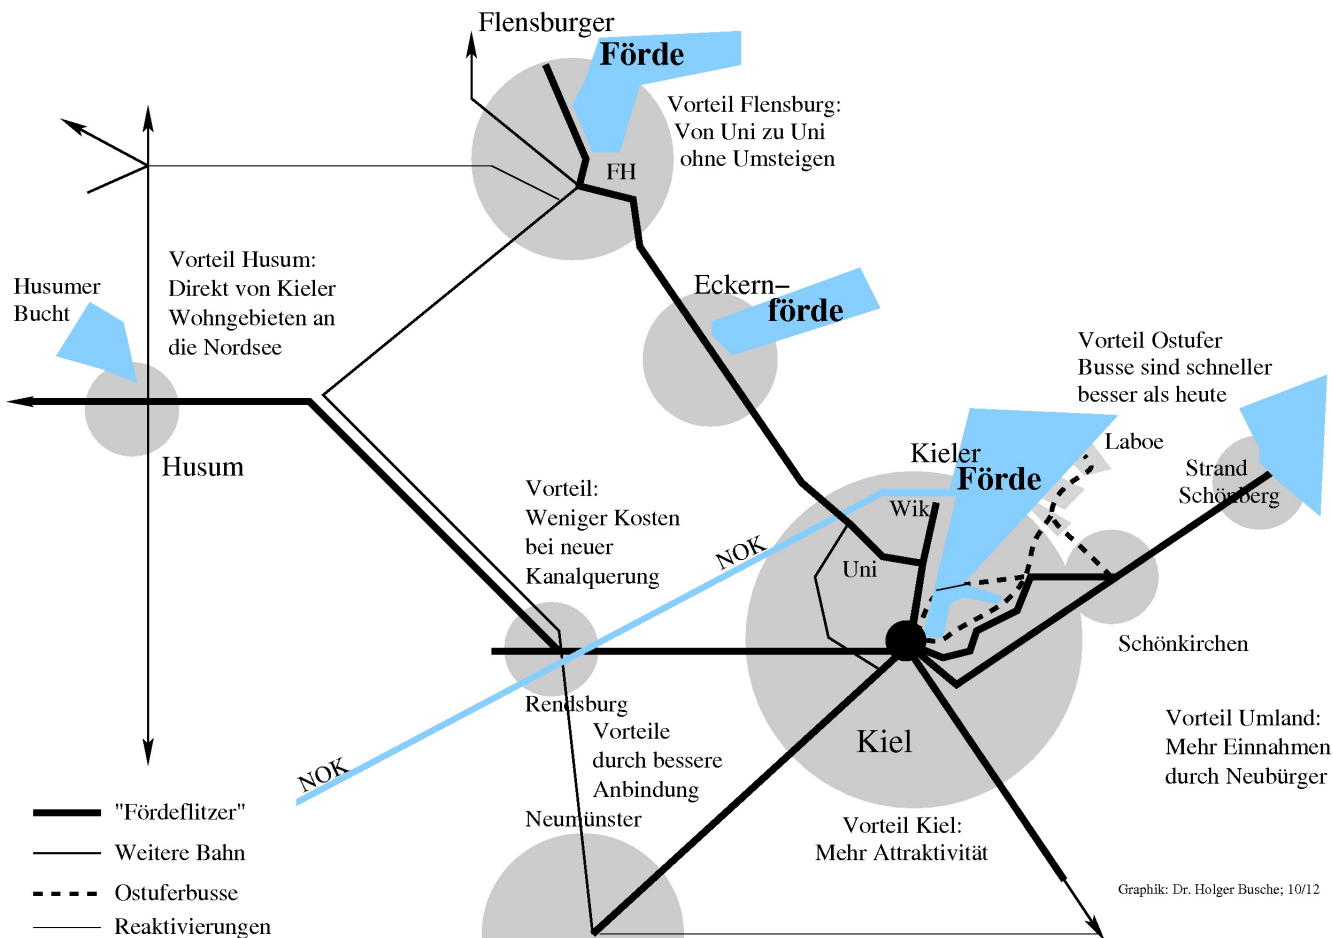 Flensburger
Förde
Vorteil Flensburg:
Von Uni zu Uni
ohne Umsteigen
FH
Vorteil Husum:
Direkt von Kieler
Wohngebieten an
die Nordsee
Husumer
Bucht
Eckern–
förde
Husum
Vorteil Ostufer
Busse sind schneller
besser als heute
Laboe
Kieler
Förde
Strand
Schönberg
Wik
Uni
Vorteil:
Weniger Kosten
bei neuer
Kanalquerung
NOK
Schönkirchen
Rendsburg
Kiel
Vorteile
durch bessere
Anbindung
Vorteil Umland:
Mehr Einnahmen
durch Neubürger
NOK
Neumünster
Vorteil Kiel:
Mehr Attraktivität
"Fördeflitzer"
Weitere Bahn
Ostuferbusse
Reaktivierungen
Graphik: Dr. Holger Busche; 10/12